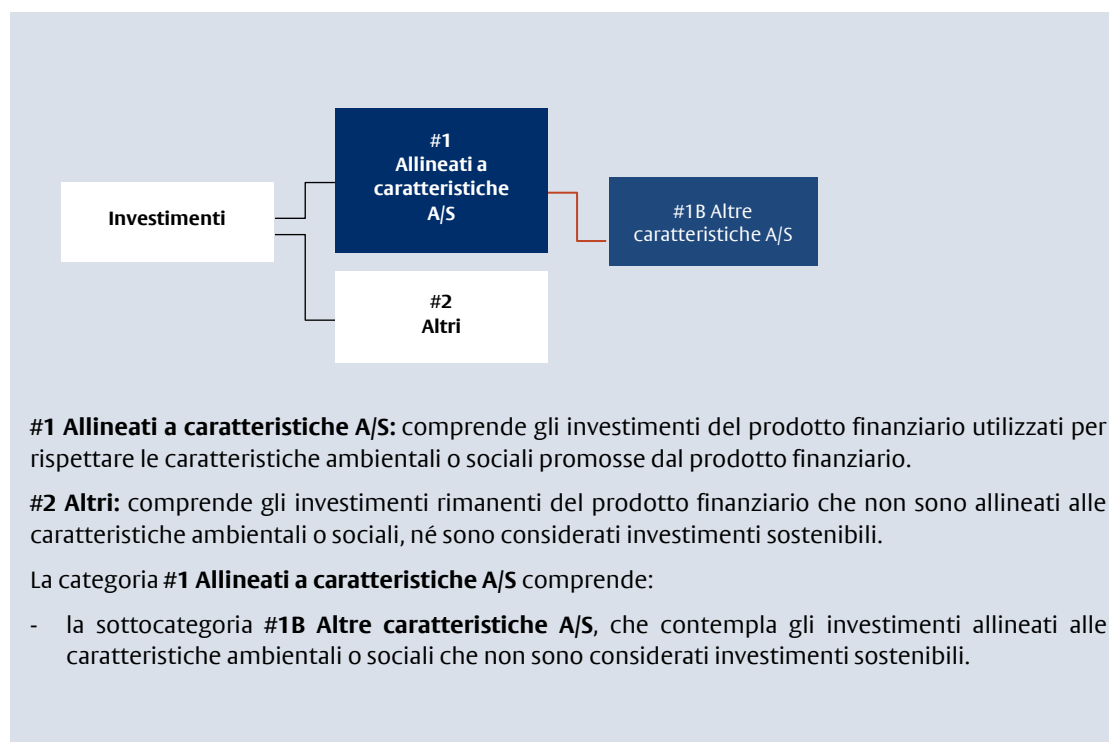 #1
Allineati a
caratteristiche
A/S
Investimenti
#1B Altre
caratteristiche A/S
#2
Altri
#1 Allineati a caratteristiche A/S: comprende gli investimenti del prodotto finanziario utilizzati per
rispettare le caratteristiche ambientali o sociali promosse dal prodotto finanziario.
#2 Altri: comprende gli investimenti rimanenti del prodotto finanziario che non sono allineati alle
caratteristiche ambientali o sociali, né sono considerati investimenti sostenibili.
La categoria #1 Allineati a caratteristiche A/S comprende:
- la sottocategoria #1B Altre caratteristiche A/S, che contempla gli investimenti allineati alle
caratteristiche ambientali o sociali che non sono considerati investimenti sostenibili.